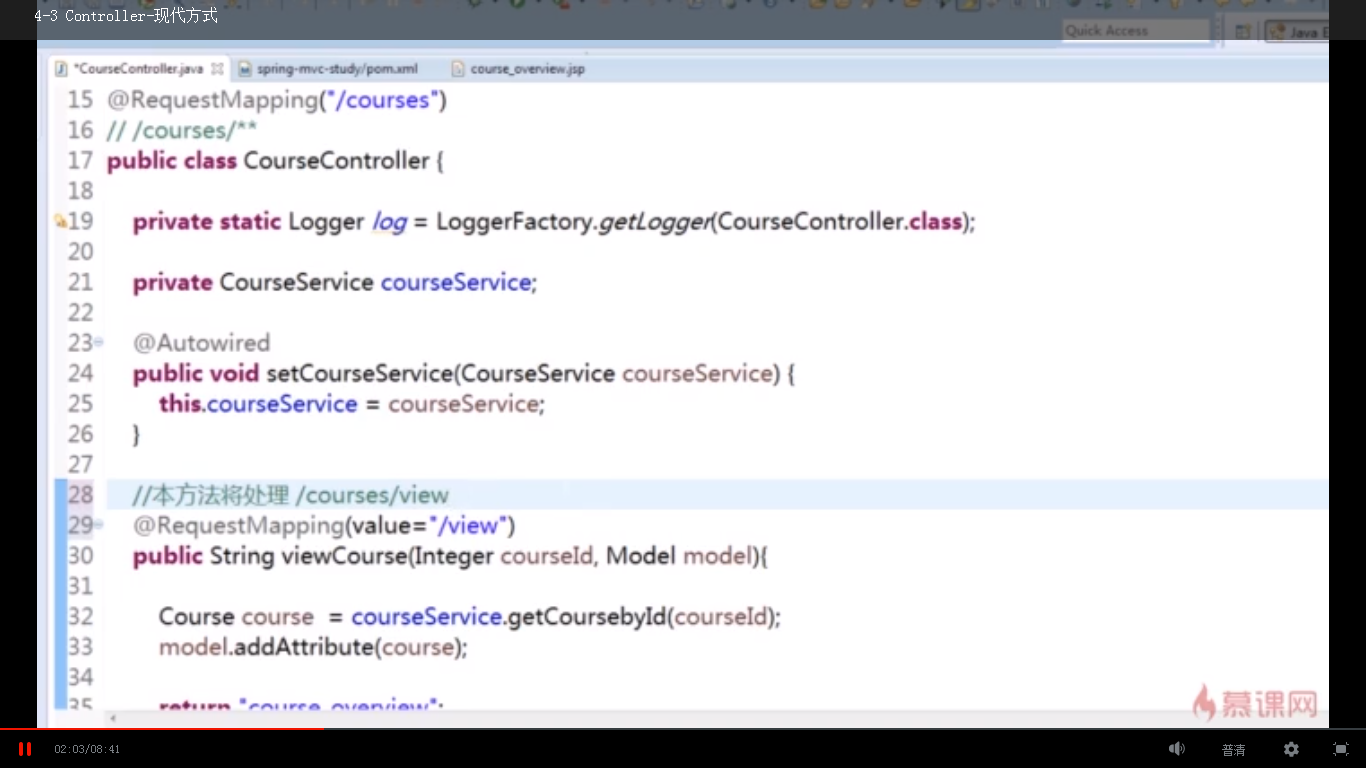 4-3 Controller-现代方式
Quick Access
Java E
*CourseController.java spring-mvc-study/pom.xml course_overview.jsp
15 @RequestMapping("/courses")
16 // /courses/**
17 public class CourseController {
18
19 private static Logger log = LoggerFactory.getLogger(CourseController.class);
20
21 private CourseService courseService;
22
23 @Autowired
24 public void setCourseService(CourseService courseService) {
25 this.courseService = courseService;
26 }
27
28 //本方法将处理 /courses/view
29 @RequestMapping(value="/view")
30 public String viewCourse(Integer courseId, Model model){
31
32 Course course = courseService.getCoursebyId(courseId);
33 model.addAttribute(course);
34
35 return "course_overview";
慕课网
02:03/08:41
普清